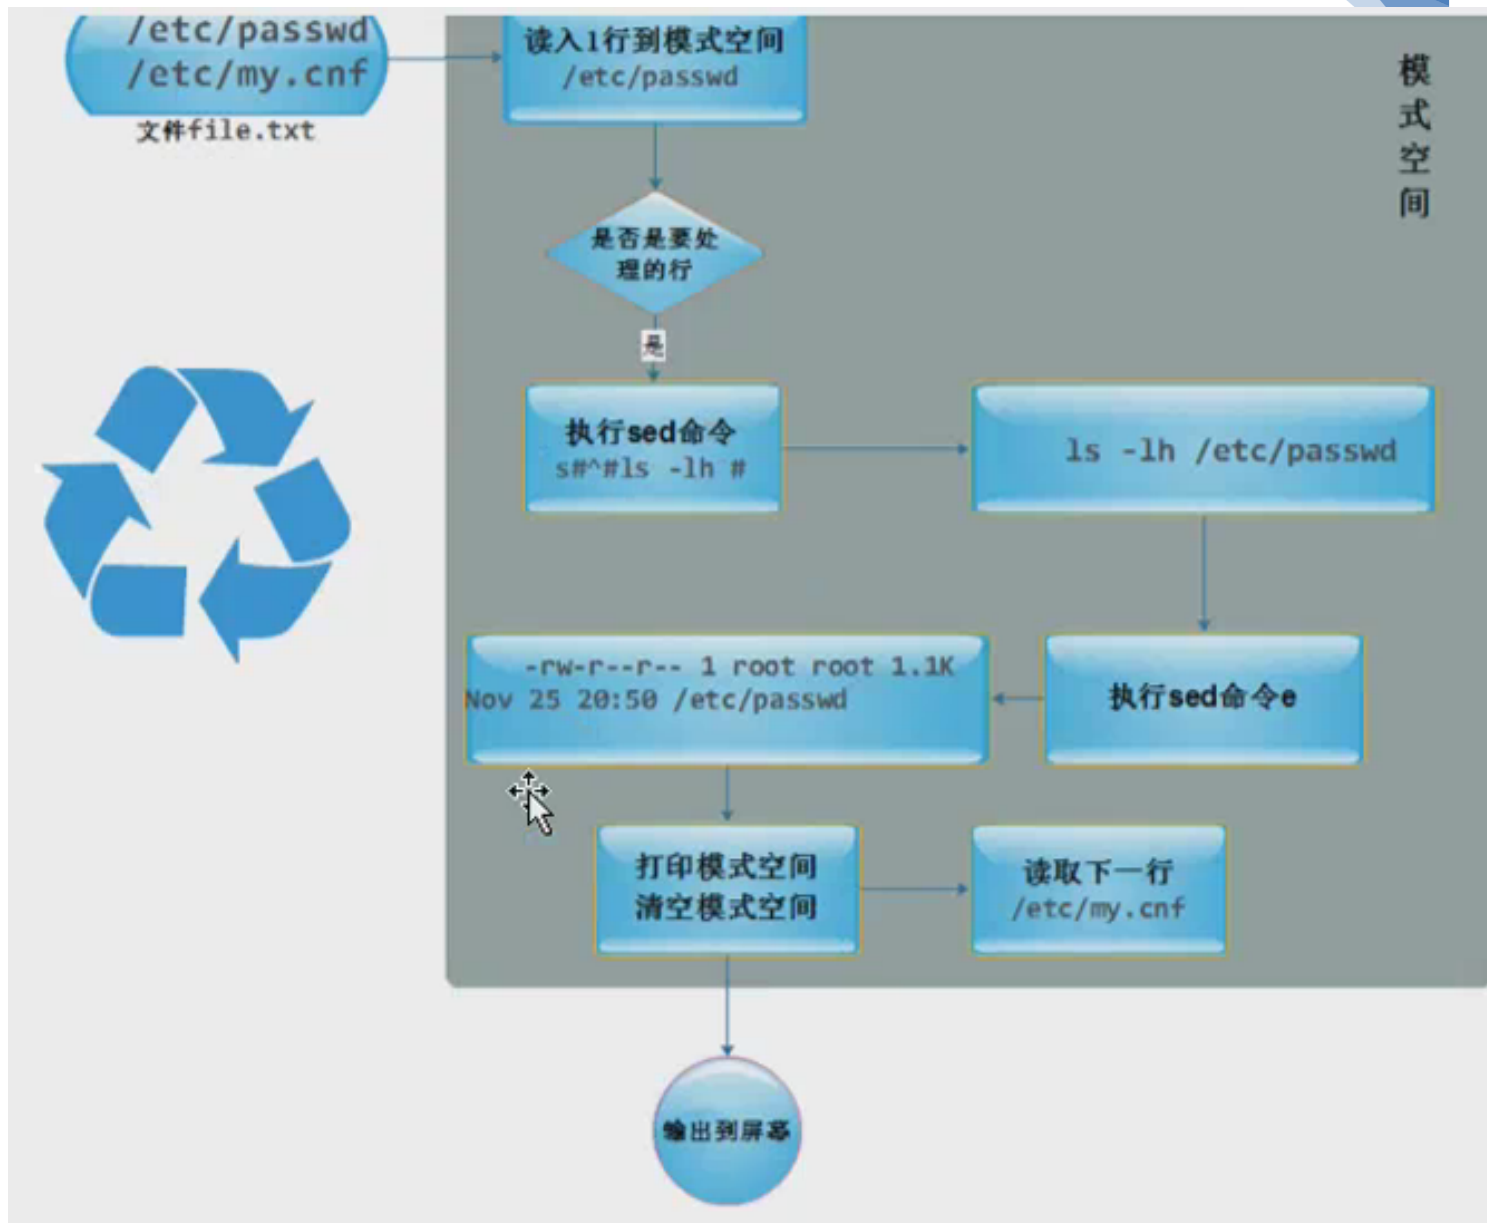 /etc/passwd
/etc/my.cnf
文件file.txt
读入1行到模式空间
/etc/passwd
模
式
空
间
是否是要处
理的行
是
执行sed命令
s#^#ls -lh #
ls -lh /etc/passwd
-rw-r--r-- 1 root root 1.1K
Nov 25 20:50 /etc/passwd
执行sed命令e
打印模式空间
清空模式空间
读取下一行
/etc/my.cnf
输出到屏幕